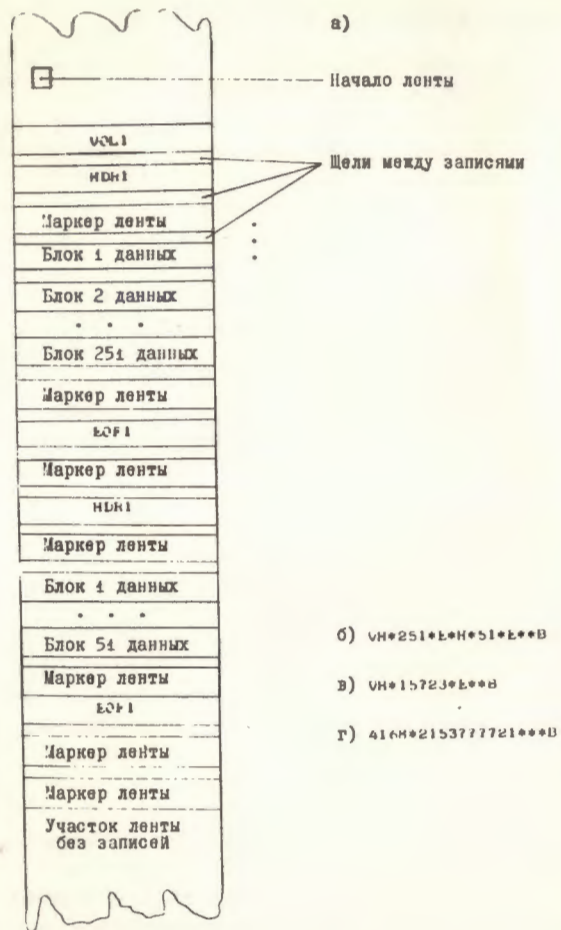 а)
Начало ленты
VOL1
Щели между записями
HDR1
Маркер ленты
Блок 1 данных
Блок 2 данных
. . .
Блок 251 данных
Маркер ленты
EOF1
Маркер ленты
HDR1
Маркер ленты
Блок 1 данных
. . .
Блок 51 данных
Маркер ленты
EOF1
Маркер ленты
Маркер ленты
Участок ленты
без записей
б) VH*251*E*H*51*E**B
в) VH*15723*E**B
г)